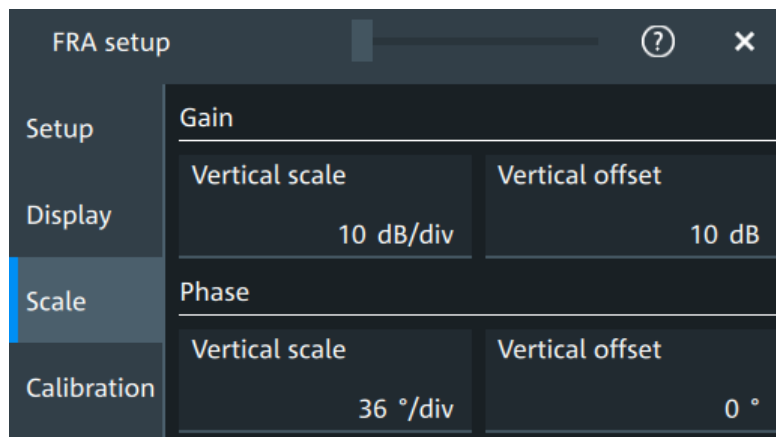 FRA setup
?
×
Setup
Display
Scale
Calibration
Gain
Vertical scale
10 dB/div
Vertical offset
10 dB
Phase
Vertical scale
36 °/div
Vertical offset
0 °